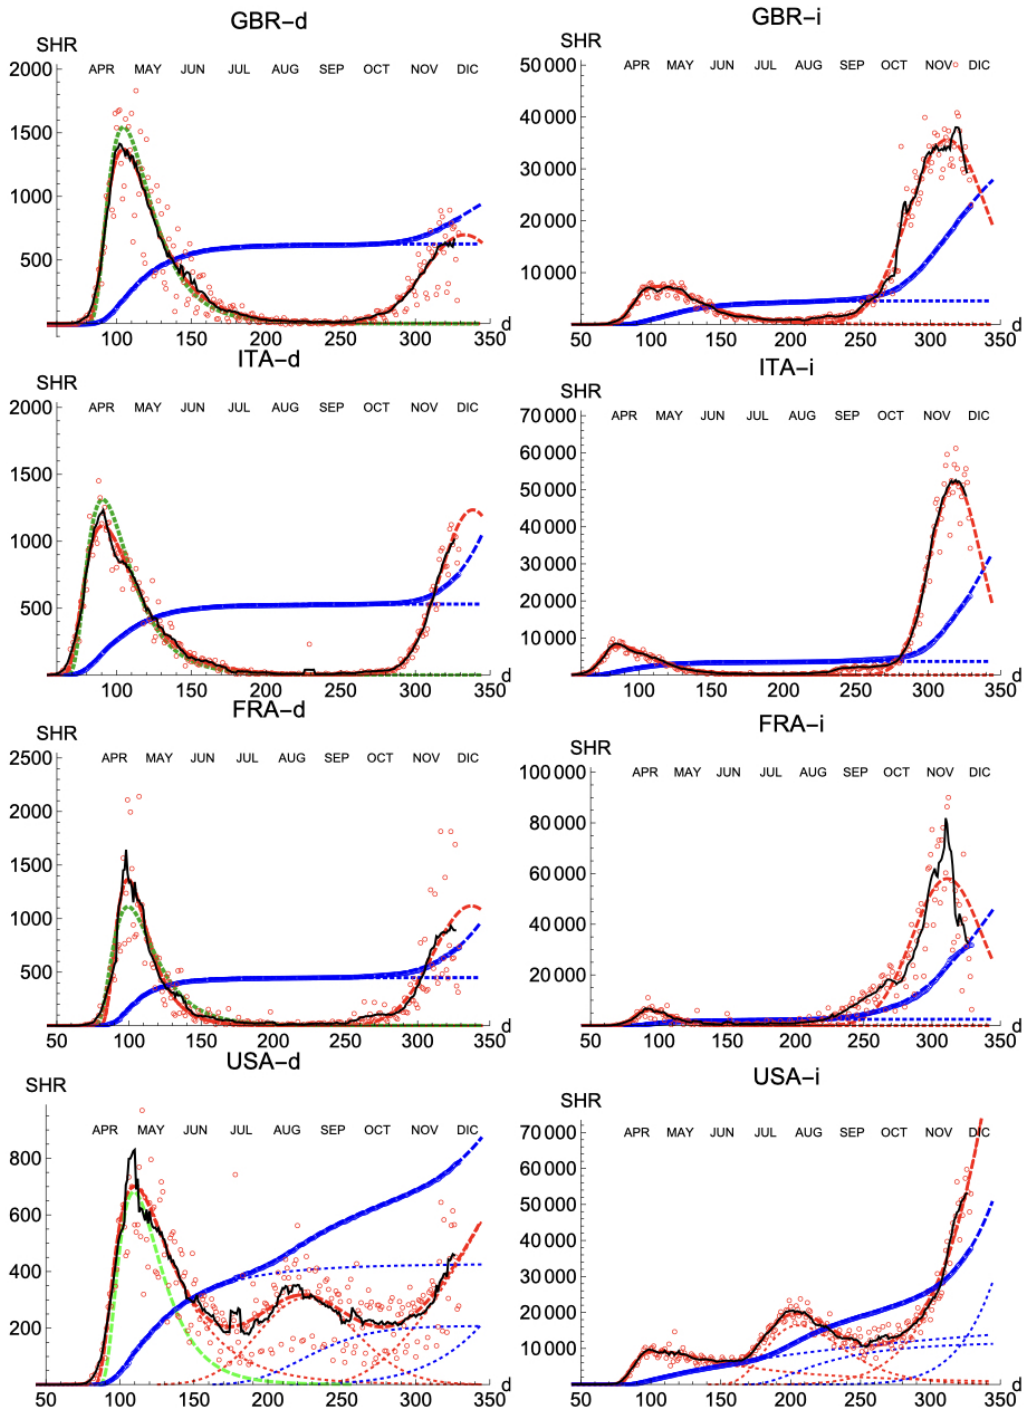 GBR-d
SHR
APR MAY JUN JUL AUG SEP OCT NOV DIC
2000
1500
1000
500
50 100 150 200 250 300 350
d
GBR-i
SHR
APR MAY JUN JUL AUG SEP OCT NOV DIC
50 000
40 000
30 000
20 000
10 000
50 100 150 200 250 300 350
d
ITA-d
SHR
APR MAY JUN JUL AUG SEP OCT NOV DIC
2000
1500
1000
500
100 150 200 250 300 350
d
ITA-i
SHR
APR MAY JUN JUL AUG SEP OCT NOV DIC
70 000
60 000
50 000
40 000
30 000
20 000
10 000
100 150 200 250 300 350
d
FRA-d
SHR
APR MAY JUN JUL AUG SEP OCT NOV DIC
2500
2000
1500
1000
500
50 100 150 200 250 300 350
d
FRA-i
SHR
APR MAY JUN JUL AUG SEP OCT NOV DIC
100 000
80 000
60 000
40 000
20 000
50 100 150 200 250 300 350
d
USA-d
SHR
APR MAY JUN JUL AUG SEP OCT NOV DIC
800
600
400
200
50 100 150 200 250 300 350
d
USA-i
SHR
APR MAY JUN JUL AUG SEP OCT NOV DIC
70 000
60 000
50 000
40 000
30 000
20 000
10 000
50 100 150 200 250 300 350
d